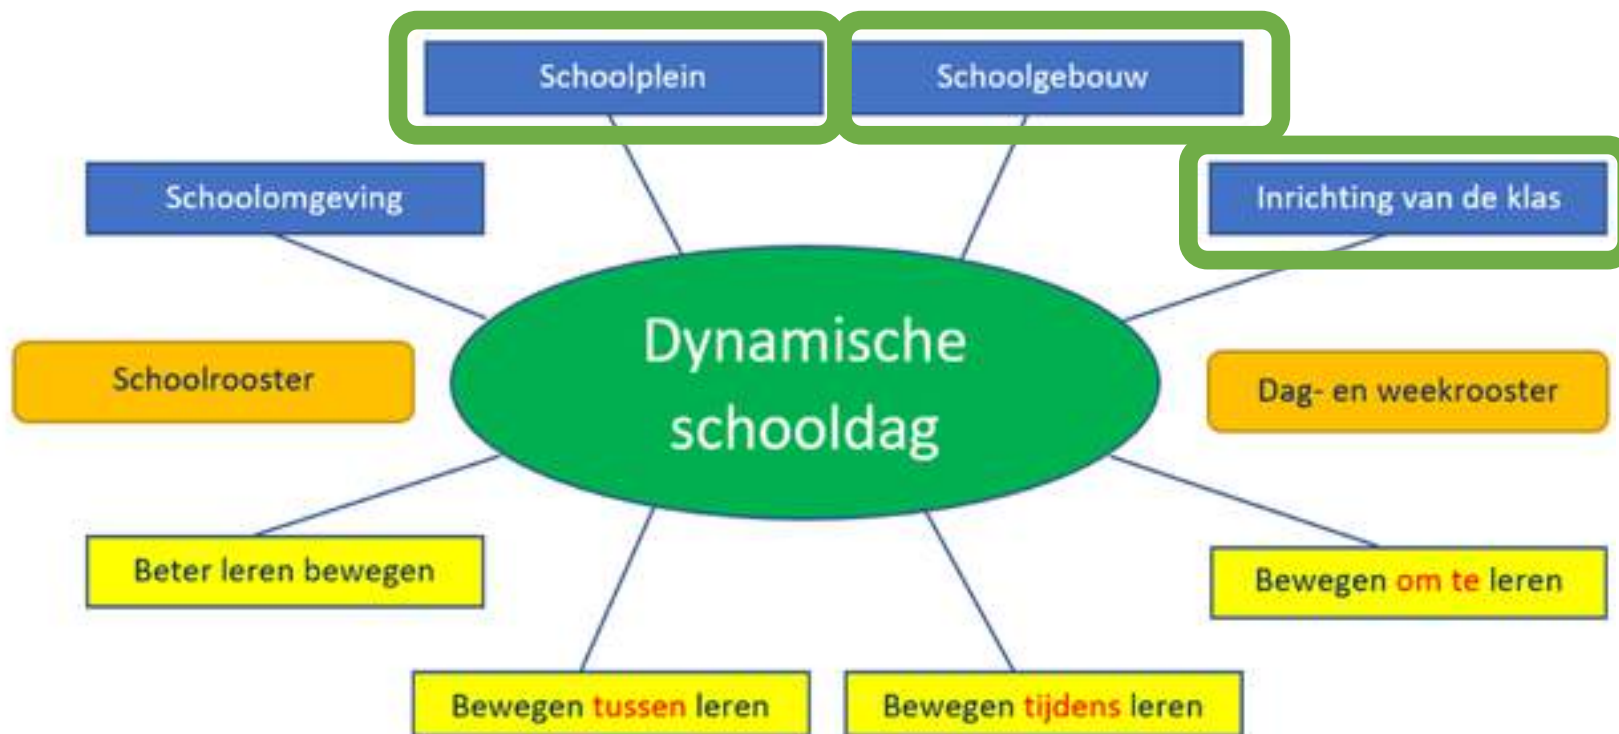 Schoolplein
Schoolgebouw
Schoolomgeving
Inrichting van de klas
Dynamische
schooldag
Schoolrooster
Dag- en weekrooster
Beter leren bewegen
Bewegen om te leren
Bewegen tussen leren
Bewegen tijdens leren